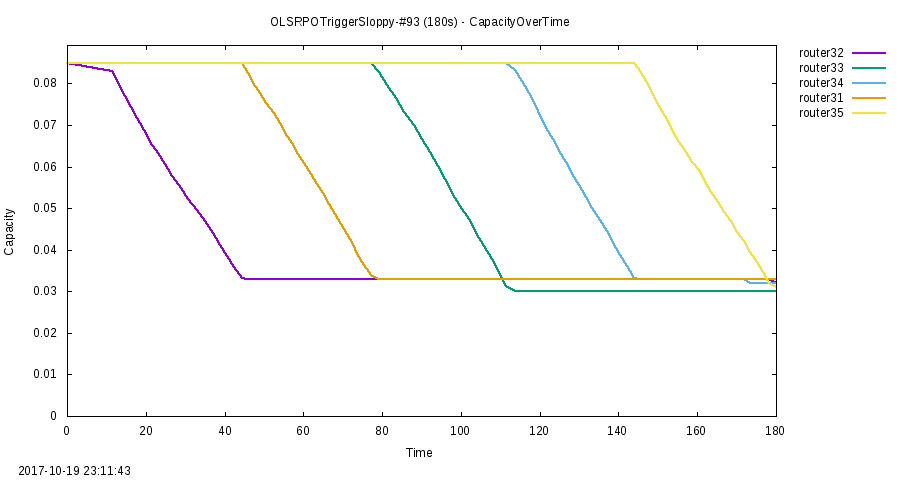 OLSRPOTriggerSloppy-#93 (180s) - CapacityOverTime
router32
router33
router34
router31
router35
0.08
0.07
0.06
0.05
0.04
0.03
0.02
0.01
0
Capacity
0 20 40 60 80 100 120 140 160 180
Time
2017-10-19 23:11:43